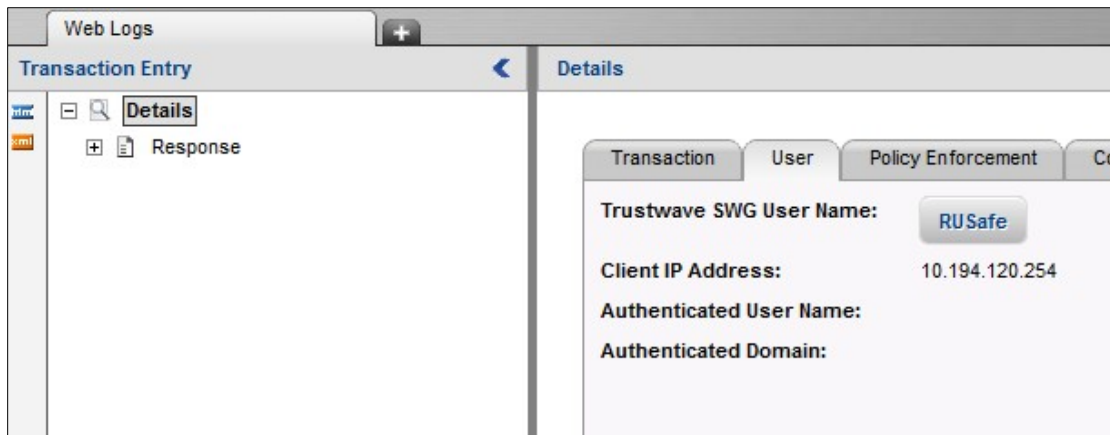 Web Logs
Transaction Entry
Details
Response
Details
Transaction
User
Policy Enforcement
Trustwave SWG User Name:
RUSafe
Client IP Address:
10.194.120.254
Authenticated User Name:
Authenticated Domain: